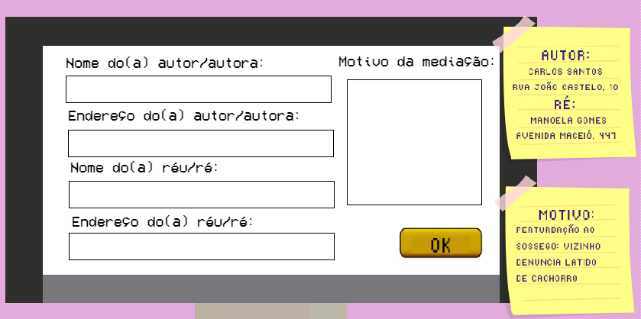 Nome do(a) autor/autora:
Endereço do(a) autor/autora:
Nome do(a) réu/ré:
Endereço do(a) réu/ré:
Motivo da mediação:
OK
AUTOR:
CARLOS SANTOS
RUA JOÃO CASTELO, 10
RÉ:
MANOELA GOMES
AVENIDA MACEIÓ, 447
MOTIVO:
PERTURBAÇÃO AO
SOSSEGO: VIZINHO
DENUNCIA LATIDO
DE CACHORRO